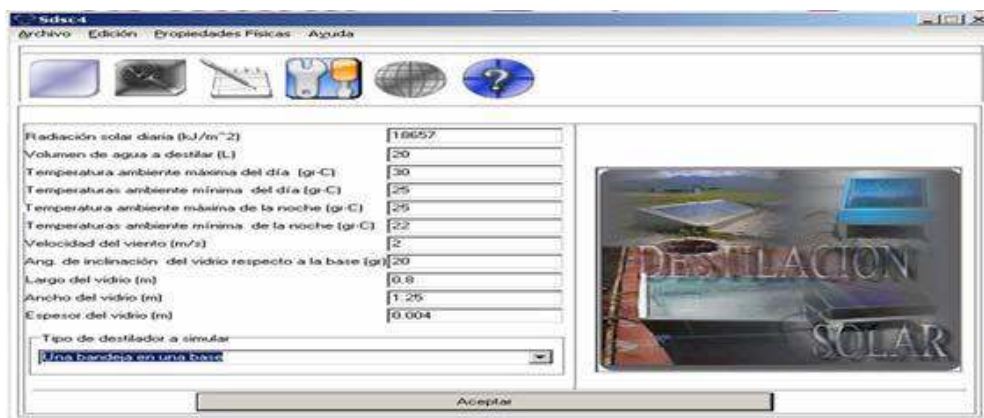 Sdsc4
Archivo Edición Propiedades Físicas Ayuda
Radiación solar diaria (kJ/m^2) 18657
Volumen de agua a destilar (L) 20
Temperatura ambiente máxima del día (gr-C) 30
Temperaturas ambiente mínima del día (gr-C) 25
Temperatura ambiente máxima de la noche (gr-C) 25
Temperaturas ambiente mínima de la noche (gr-C) 22
Velocidad del viento (m/s) 2
Ang. de inclinación del vidrio respecto a la base (gr) 20
Largo del vidrio (m) 0.8
Ancho del vidrio (m) 1.25
Espesor del vidrio (m) 0.004
Tipo de destilador a simular
Una bandeja en una base
DESTILACION
SOLAR
Aceptar